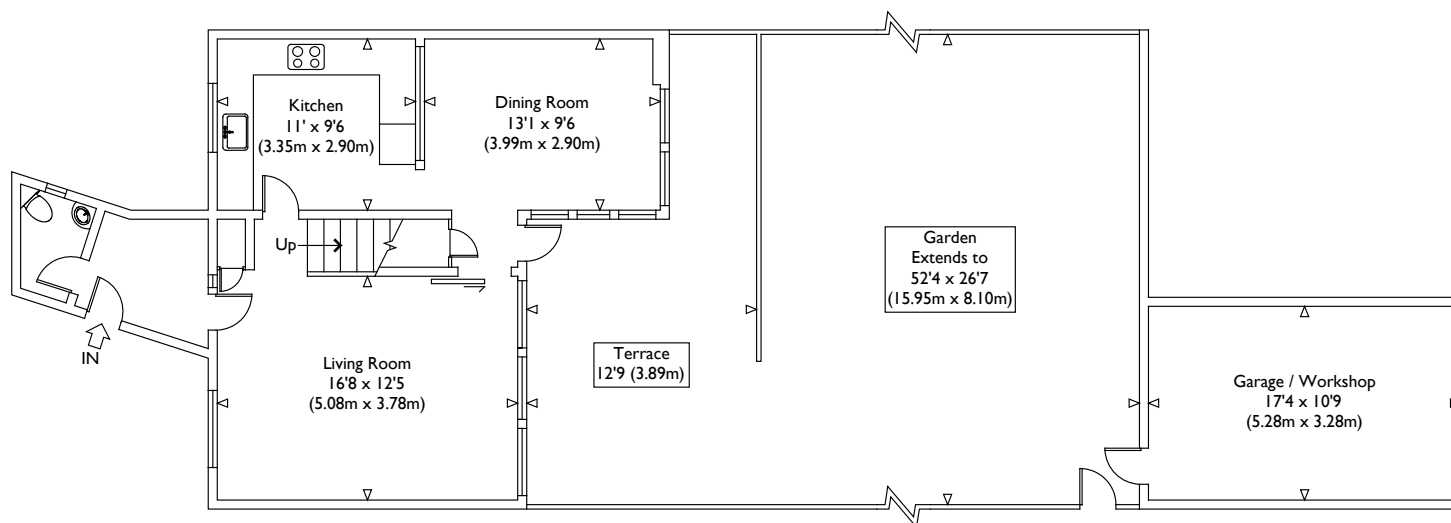 Kitchen
11' x 9'6
(3.35m x 2.90m)
Dining Room
13'1 x 9'6
(3.99m x 2.90m)
Up
Garden
Extends to
52'4 x 26'7
(15.95m x 8.10m)
IN
Living Room
16'8 x 12'5
(5.08m x 3.78m)
Terrace
12'9 (3.89m)
Garage / Workshop
17'4 x 10'9
(5.28m x 3.28m)